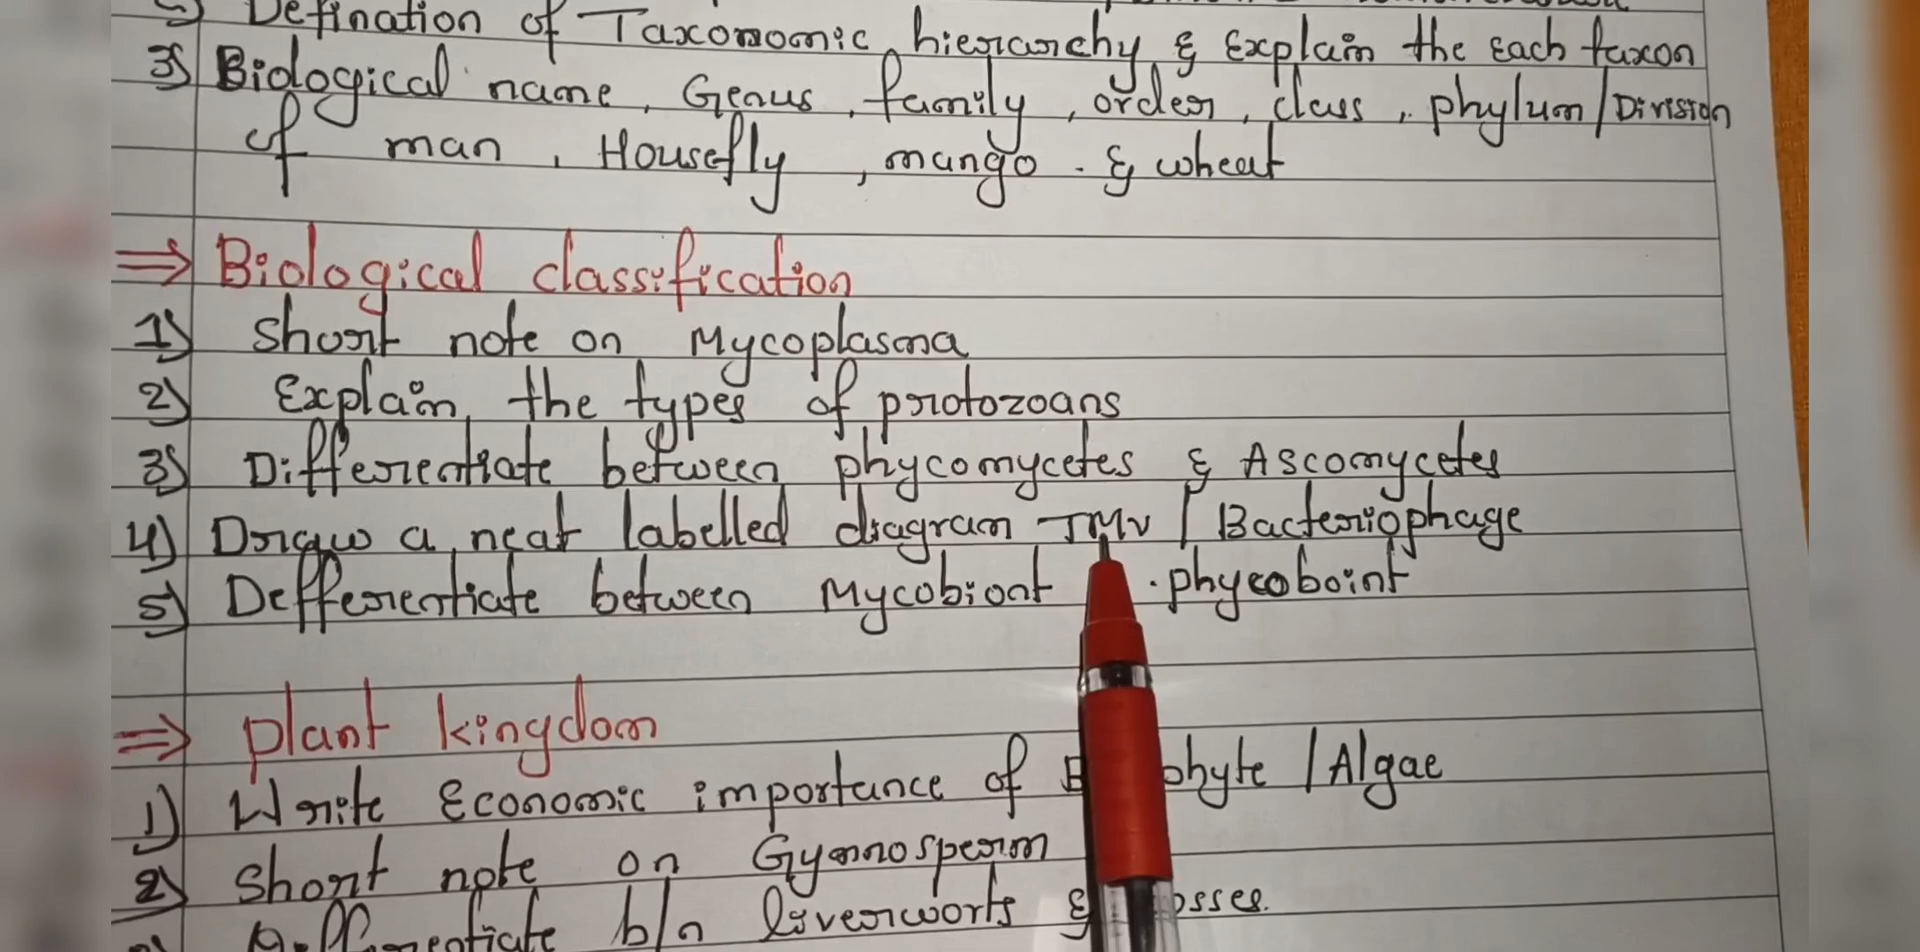 Defination of Taxonomic hierarchy & Explain the Each taxon
3) Biological name, Genus, family, order, class, phylum/Division
of man, Housefly, mango & wheat
⇒ Biological classification
1) Short note on Mycoplasma
2) Explain the types of protozoans
3) Differentiate between phycomycetes & Ascomycetes
4) Draw a neat labelled diagram TMV / Bacteriophage
5) Defferentiate between Mycobiont phycoboint
⇒ plant kingdom
1) Write Economic importance of phyte / Algae
2) Short note on Gymnosperm
b/n liverworts & osses.